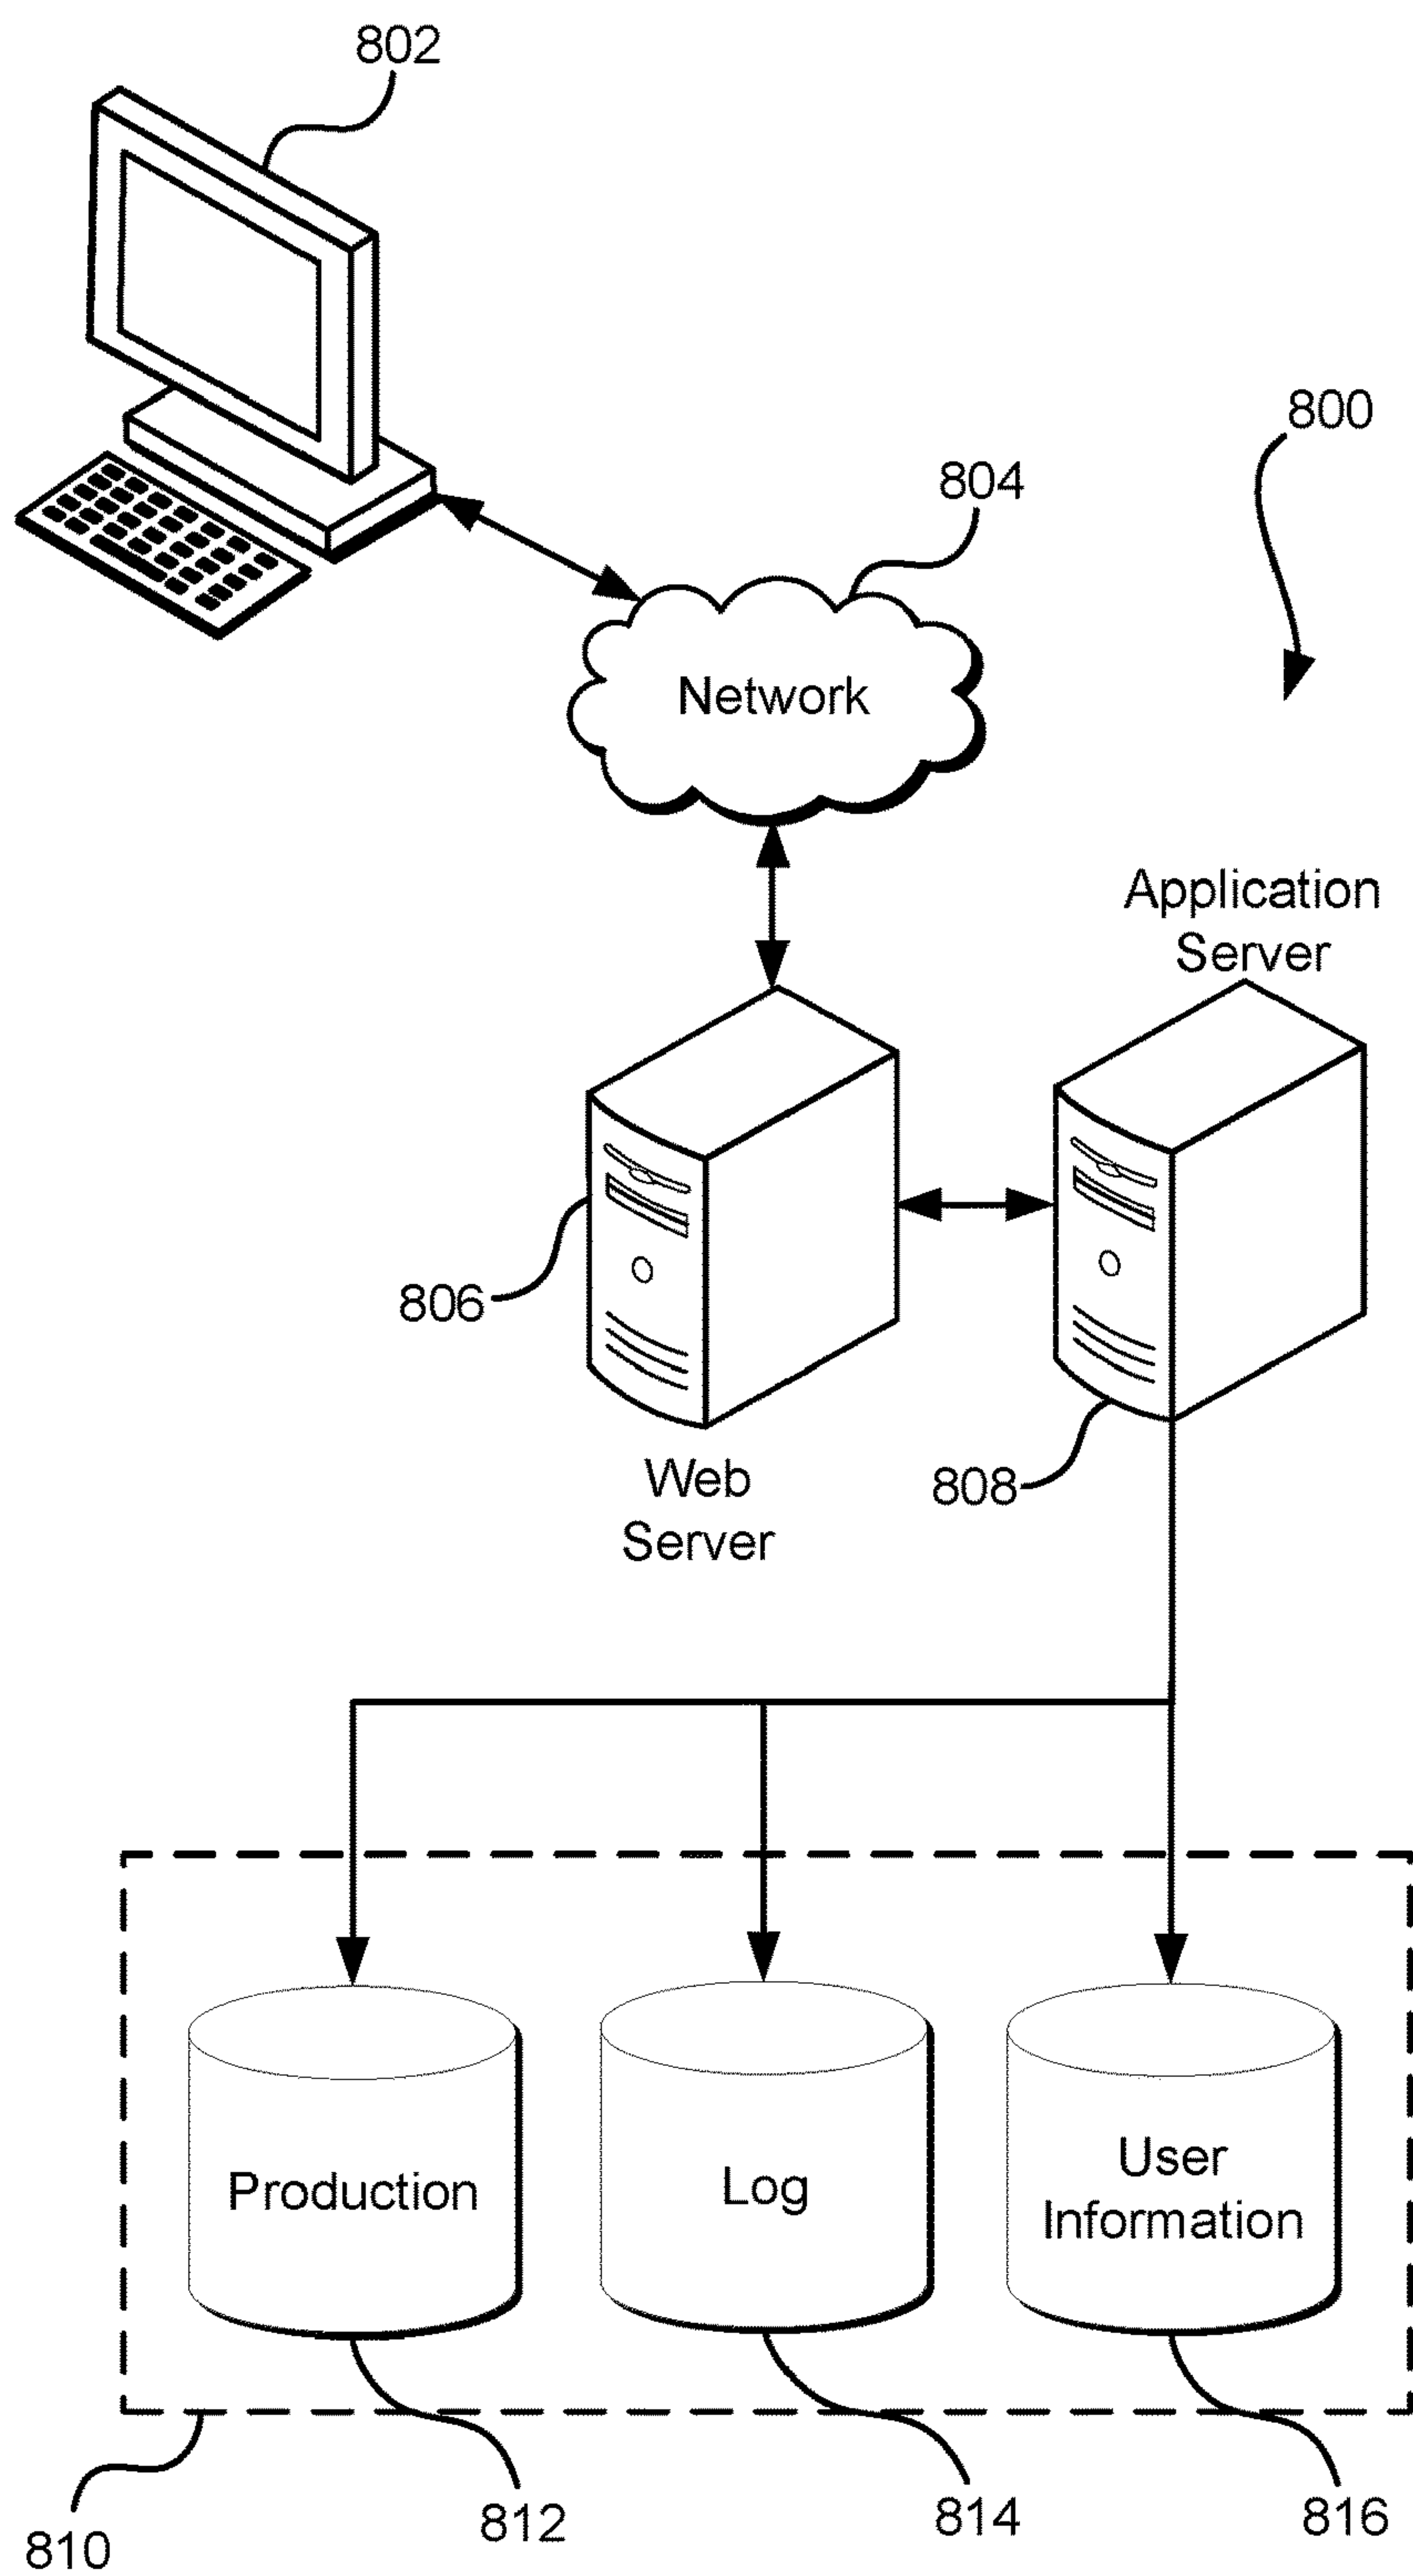 802
800
804
Network
Application
Server
806
808
Web
Server
Production
Log
User
Information
810
812
814
816